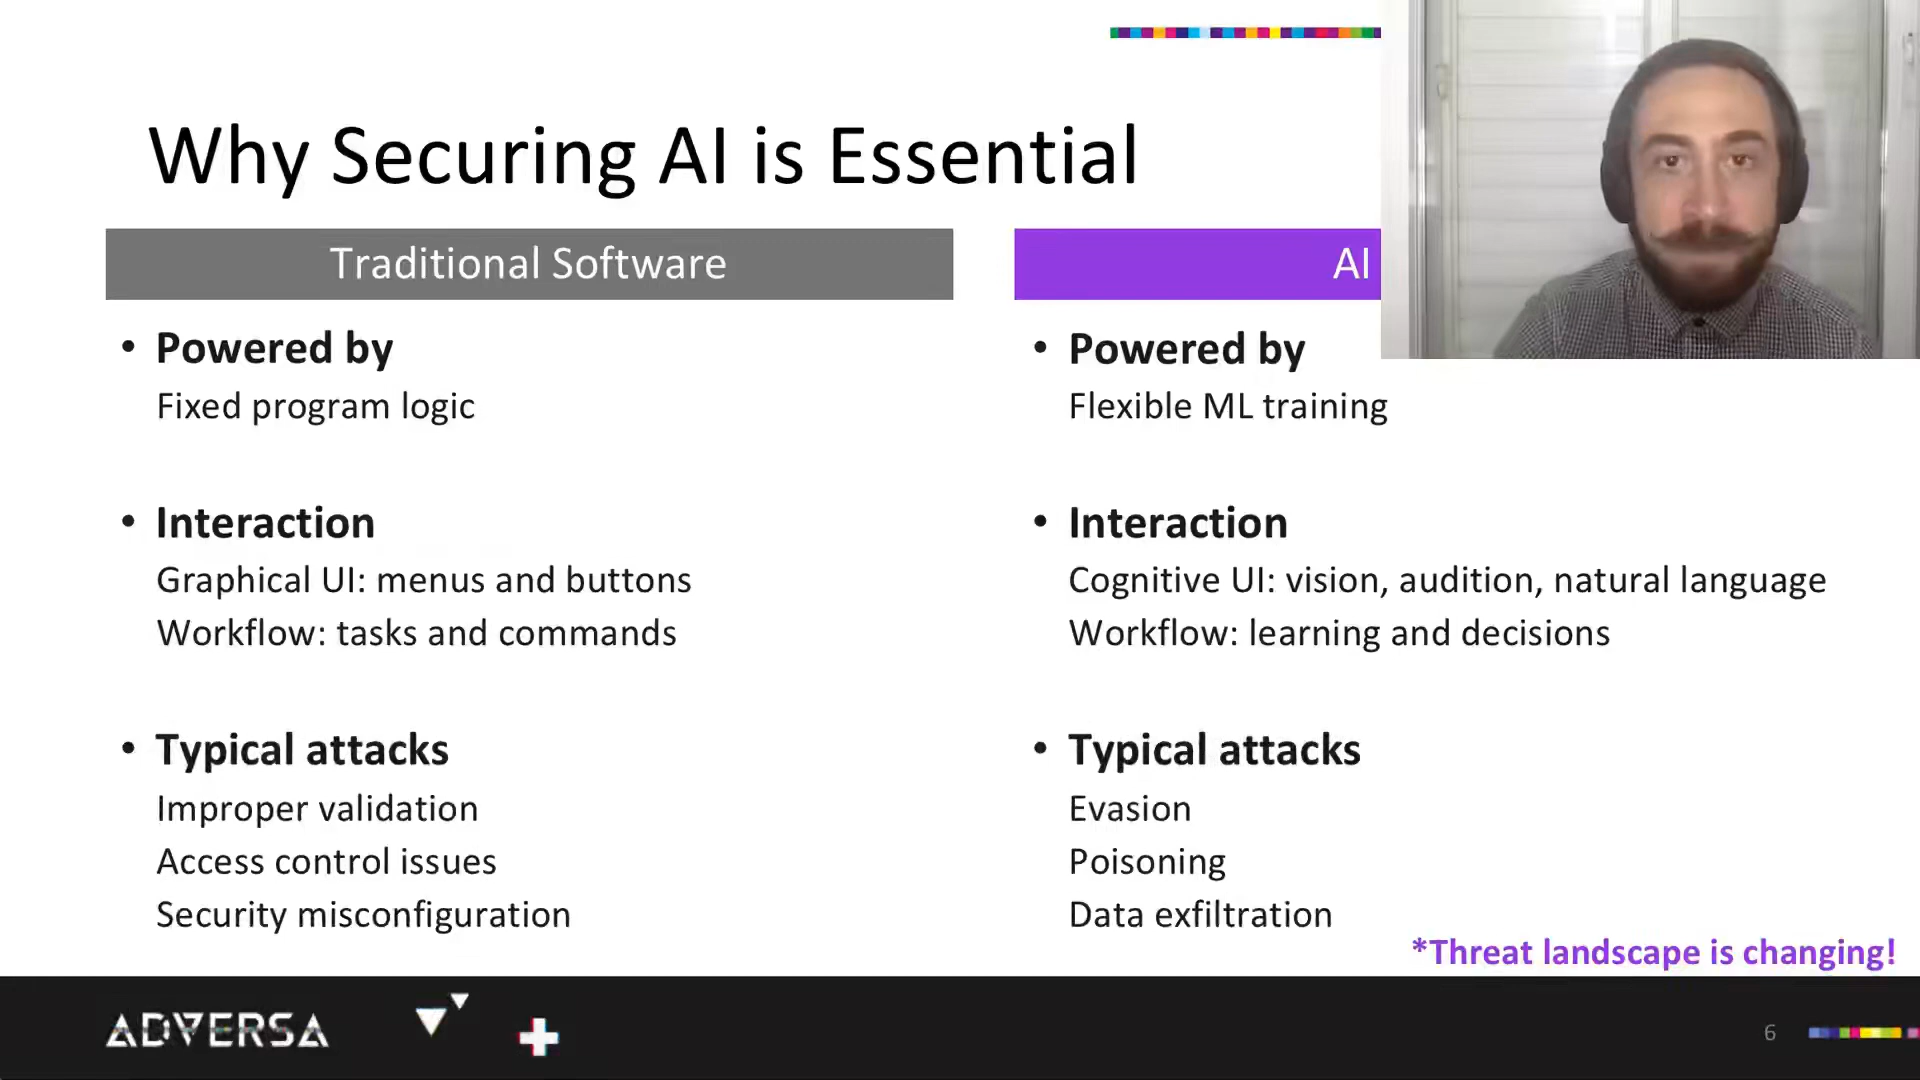 Why Securing AI is Essential
Traditional Software
• Powered by
Fixed program logic
• Interaction
Graphical UI: menus and buttons
Workflow: tasks and commands
• Typical attacks
Improper validation
Access control issues
Security misconfiguration
AI
• Powered by
Flexible ML training
• Interaction
Cognitive UI: vision, audition, natural language
Workflow: learning and decisions
• Typical attacks
Evasion
Poisoning
Data exfiltration
*Threat landscape is changing!
ADVERSA
6